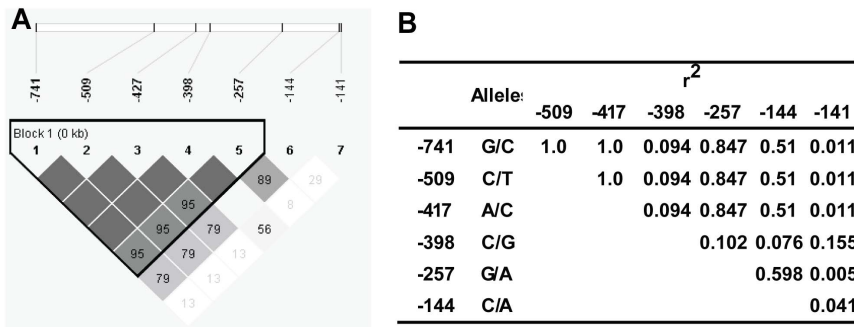 A
-741 -509 -427 -398 -257 -144 -141
Block 1 (0 kb)
1 2 3 4 5 6 7
89 29
95 8
95 79 56
95 79 13
79 13
13
B
r2
Alleles
-509 -417 -398 -257 -144 -141
-741 G/C 1.0 1.0 0.094 0.847 0.51 0.011
-509 C/T 1.0 0.094 0.847 0.51 0.011
-417 A/C 0.094 0.847 0.51 0.011
-398 C/G 0.102 0.076 0.155
-257 G/A 0.598 0.005
-144 C/A 0.041